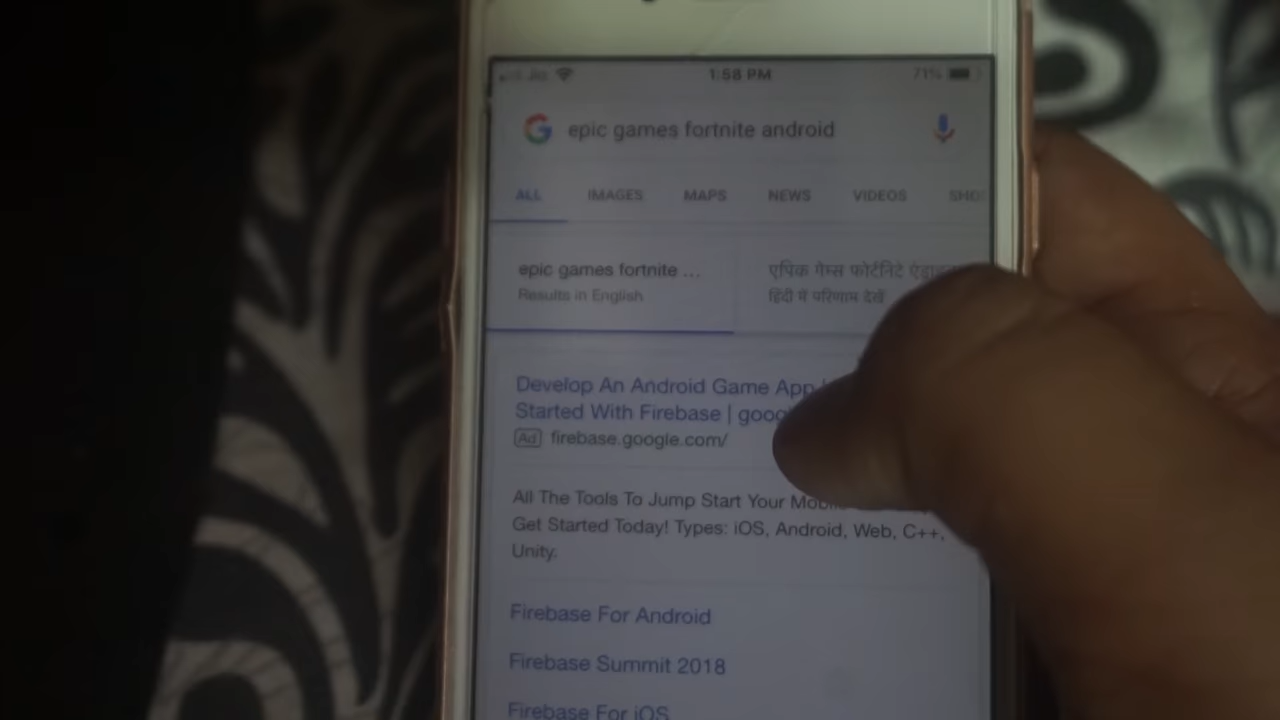 Jio 1:58 PM 71%
epic games fortnite android
ALL IMAGES MAPS NEWS VIDEOS
epic games fortnite ...
Results in English
एपिक गेम्स फोर्टनिटे
हिंदी में परिणाम देखें
Develop An Android Game App
Started With Firebase |
Ad firebase.google.com/
All The Tools To Jump Start Your
Get Started Today! Types: iOS, Android, Web, C++,
Unity.
Firebase For Android
Firebase Summit 2018
Firebase For iOS